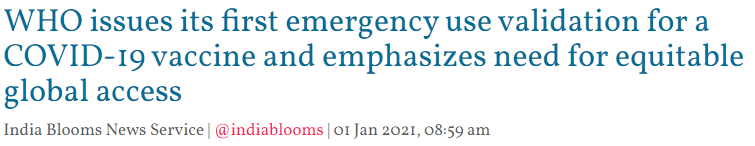 WHO issues its first emergency use validation for a
COVID-19 vaccine and emphasizes need for equitable
global access
India Blooms News Service | @indiablooms | 01 Jan 2021, 08:59 am